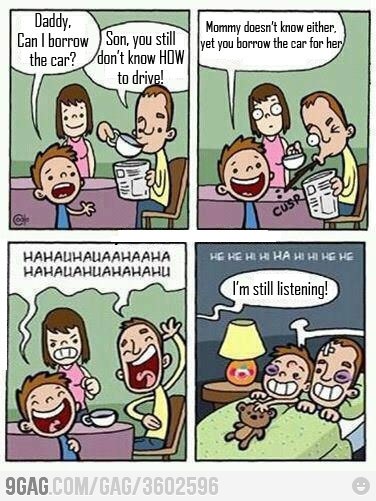 Daddy,
Can I borrow
the car?
Son, you still
don't know HOW
to drive!
Mommy doesn't know either,
yet you borrow the car for her
CUSP
HAHAUHAUAAHAAHA
HAHAUAHUAHAHAHU
HE HE HI HI HA HI HI HE HE
I'm still listening!
9GAG.COM/GAG/3602596